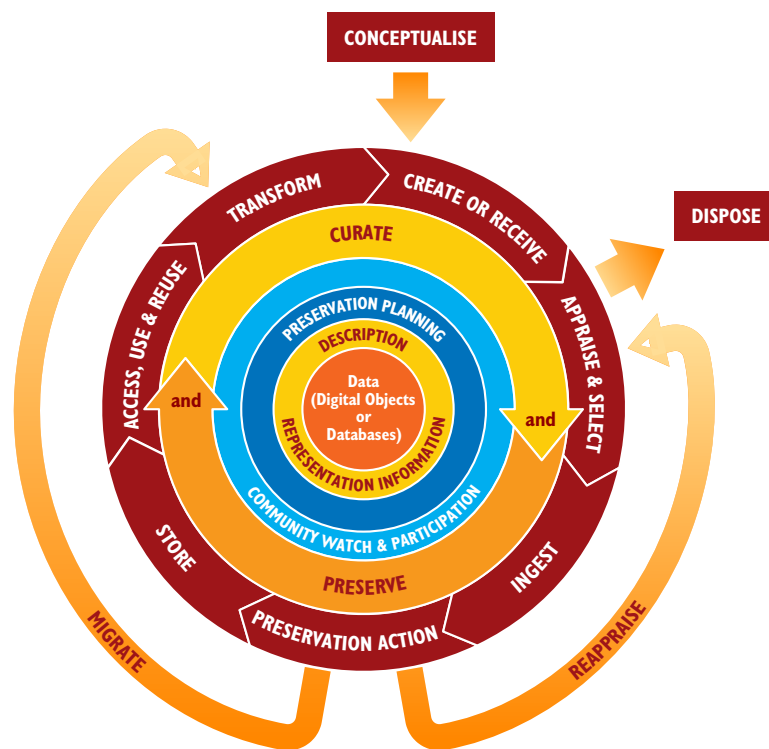 CONCEPTUALISE
CREATE OR RECEIVE
DISPOSE
APPRAISE & SELECT
INGEST
PRESERVATION ACTION
STORE
ACCESS, USE & REUSE
TRANSFORM
MIGRATE
REAPPRAISE
CURATE
and
PRESERVE
and
COMMUNITY WATCH & PARTICIPATION
PRESERVATION PLANNING
DESCRIPTION
REPRESENTATION INFORMATION
Data
(Digital Objects
or
Databases)